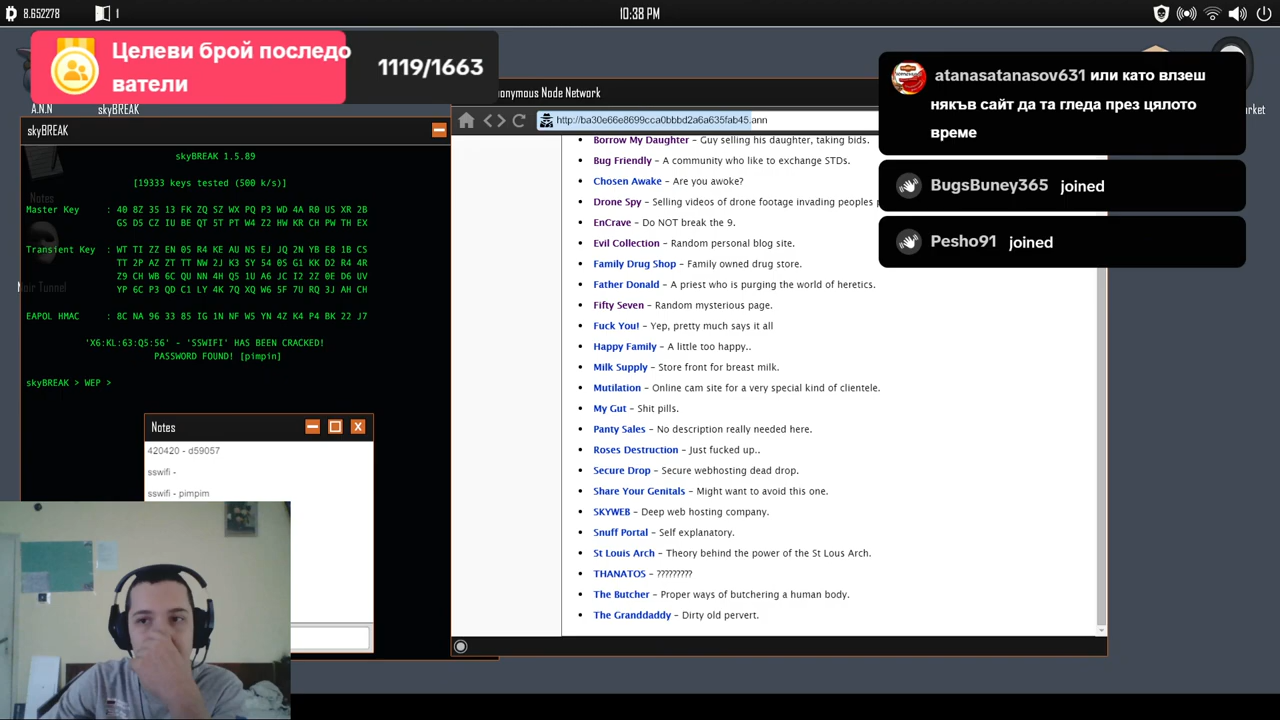 8.652278
1
10:38 PM
Целеви брой последо
ватели
1119/1663
A.N.N
skyBREAK
onymous Node Network
http://ba30e66e8699cca0bbbd2a6a635fab45.ann
atanasatanasov631 или като влзеш
някъв сайт да та гледа през цялото
време
BugsBuney365 joined
Pesho91 joined
skyBREAK
skyBREAK 1.5.89
[19333 keys tested (500 k/s)]
Master Key : 40 8Z 35 13 FK ZQ SZ WX PQ P3 WD 4A R0 US XR 2B
GS D5 CZ IU BE QT 5T PT W4 Z2 HW KR CH PW TH EX
Transient Key : WT TI ZZ EN 05 R4 KE AU NS EJ JQ 2N YB E8 1B CS
TT 2P AZ ZT TT NW 2J K3 SY 54 0S G1 KK D2 R4 4R
Z9 CH WB 6C QU NN 4H Q5 1U A6 JC I2 2Z 0E D6 UV
YP 6C P3 QD C1 LY 4K 7Q XQ W6 5F 7U RQ 3J AH CH
EAPOL HMAC : 8C NA 96 33 85 IG 1N NF W5 YN 4Z K4 P4 BK 22 J7
'X6:KL:63:Q5:56' - 'SSWIFI' HAS BEEN CRACKED!
PASSWORD FOUND! [pimpin]
skyBREAK > WEP >
Notes
Notes
420420 - d59057
sswifi -
sswifi - pimpim
Borrow My Daughter – Guy selling his daughter, taking bids.
Bug Friendly – A community who like to exchange STDs.
Chosen Awake – Are you awoke?
Drone Spy – Selling videos of drone footage invading peoples p
EnCrave – Do NOT break the 9.
Evil Collection – Random personal blog site.
Family Drug Shop – Family owned drug store.
Father Donald – A priest who is purging the world of heretics.
Fifty Seven – Random mysterious page.
Fuck You! – Yep, pretty much says it all
Happy Family – A little too happy..
Milk Supply – Store front for breast milk.
Mutilation – Online cam site for a very special kind of clientele.
My Gut – Shit pills.
Panty Sales – No description really needed here.
Roses Destruction – Just fucked up..
Secure Drop – Secure webhosting dead drop.
Share Your Genitals – Might want to avoid this one.
SKYWEB – Deep web hosting company.
Snuff Portal – Self explanatory.
St Louis Arch – Theory behind the power of the St Lous Arch.
THANATOS – ?????????
The Butcher – Proper ways of butchering a human body.
The Granddaddy – Dirty old pervert.